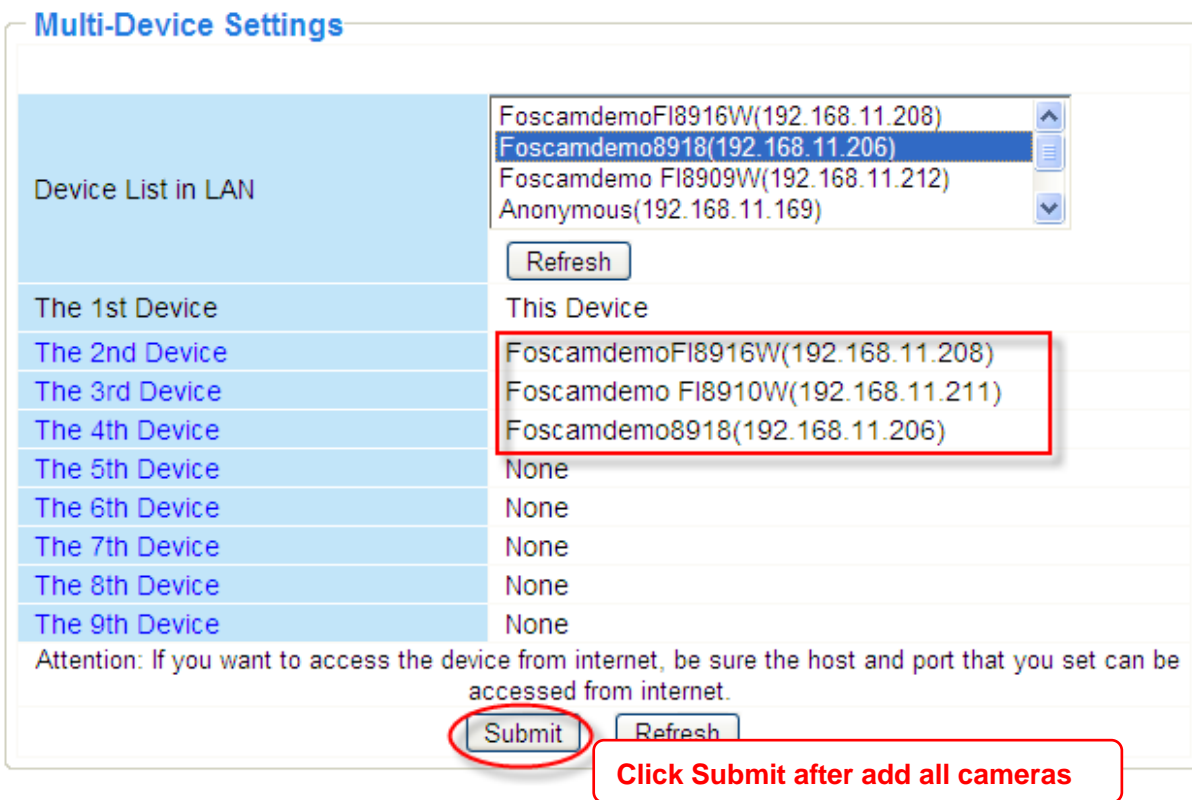 Multi-Device Settings
FoscamdemoFI8916W(192.168.11.208)
Foscamdemo8918(192.168.11.206)
Device List in LAN
Foscamdemo FI8909W(192.168.11.212)
Anonymous(192.168.11.169)
Refresh
The 1st Device This Device
The 2nd Device FoscamdemoFI8916W(192.168.11.208)
The 3rd Device Foscamdemo FI8910W(192.168.11.211)
The 4th Device Foscamdemo8918(192.168.11.206)
The 5th Device None
The 6th Device None
The 7th Device None
The 8th Device None
The 9th Device None
Attention: If you want to access the device from internet, be sure the host and port that you set can be
accessed from internet.
Submit Refresh
Click Submit after add all cameras